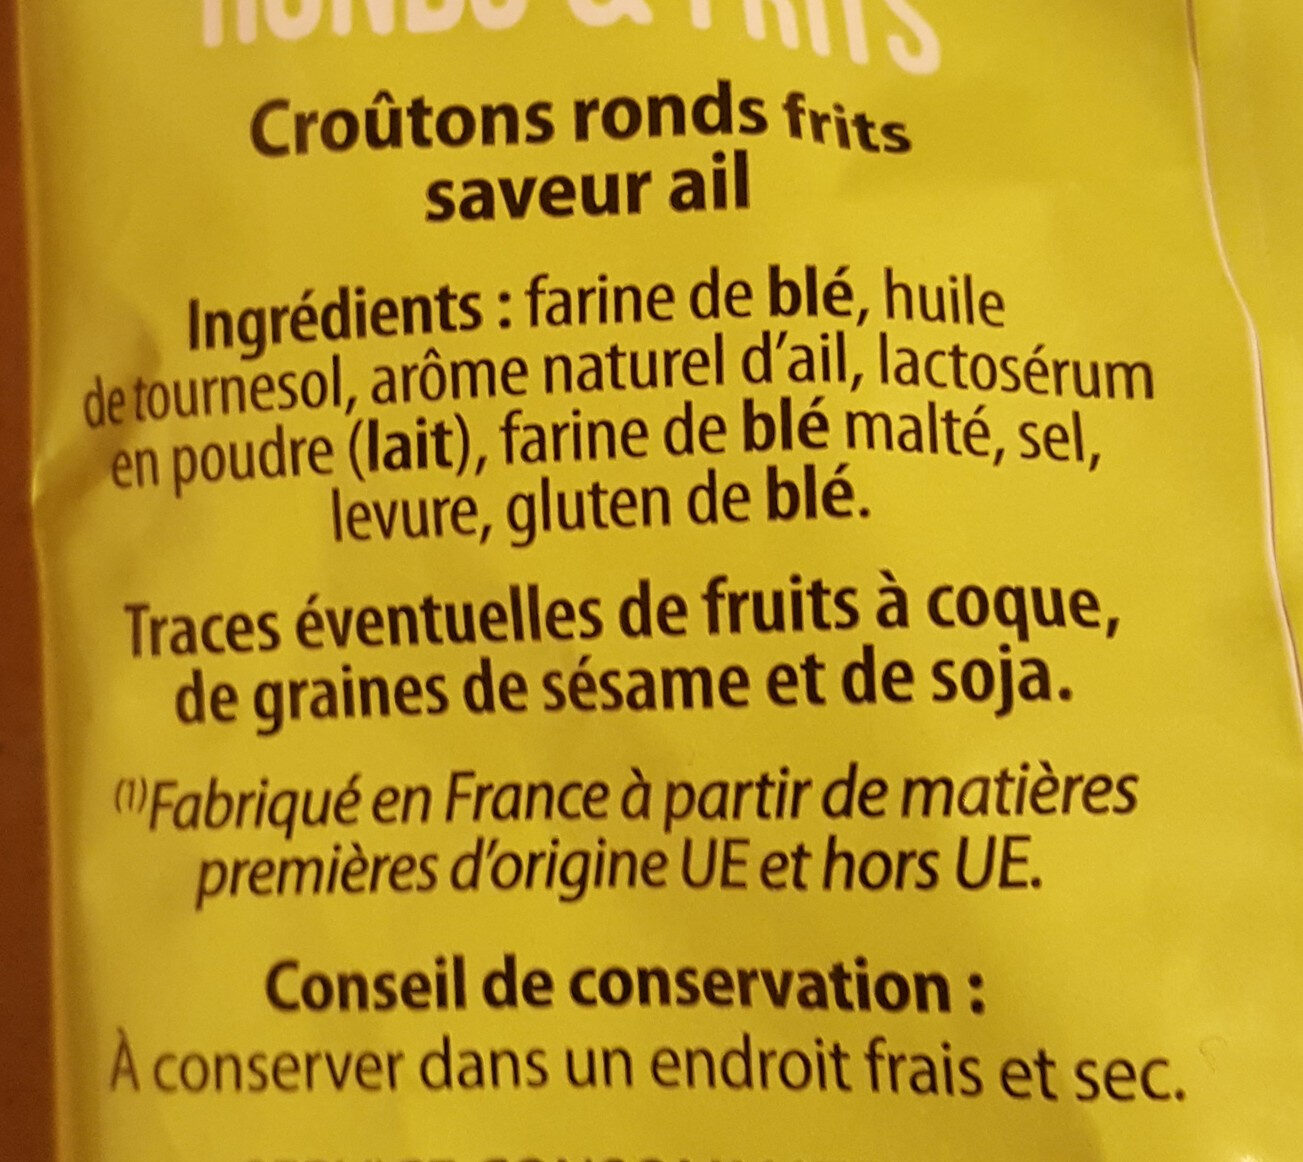 RONDS & FRITS
Croûtons ronds frits
saveur ail
Ingrédients : farine de blé, huile
de tournesol, arôme naturel d'ail, lactosérum
en poudre (lait), farine de blé malté, sel,
levure, gluten de blé.
Traces éventuelles de fruits à coque,
de graines de sésame et de soja.
(1)Fabriqué en France à partir de matières
premières d'origine UE et hors UE.
Conseil de conservation :
À conserver dans un endroit frais et sec.